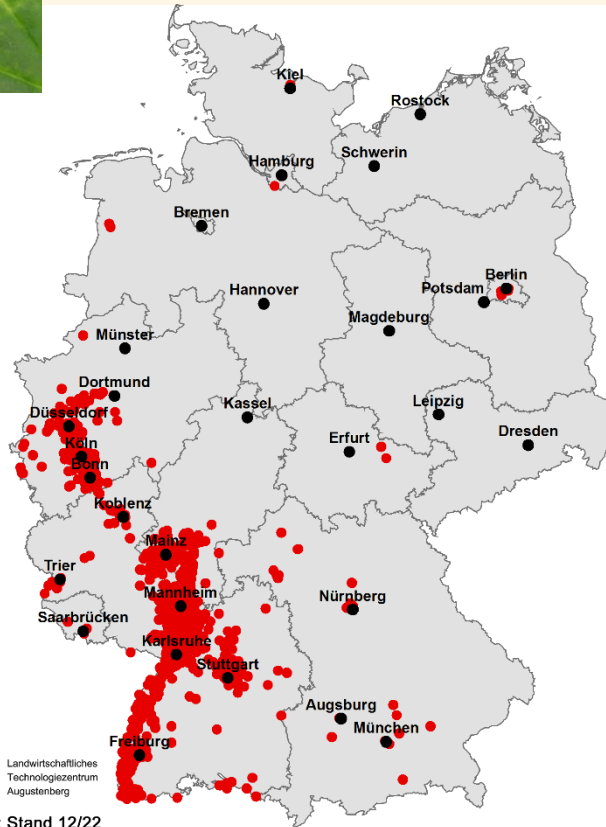 Kiel
Rostock
Schwerin
Hamburg
Bremen
Berlin
Potsdam
Hannover
Magdeburg
Münster
Dortmund
Kassel
Leipzig
Düsseldorf
Dresden
Köln
Erfurt
Bonn
Koblenz
Mainz
Trier
Mannheim
Nürnberg
Saarbrücken
Karlsruhe
Stuttgart
Augsburg
München
Freiburg
Landwirtschaftliches
Technologiezentrum
Augustenberg
: Stand 12/22